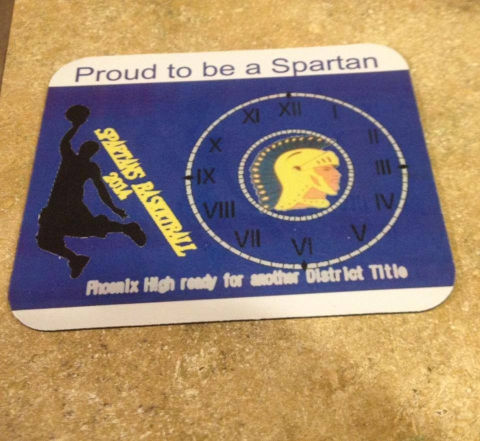 Proud to be a Spartan
SPARTANS BASKETBALL
2014
XII
I
II
III
IV
V
VI
VII
VIII
IX
X
XI
Phoenix High ready for another District Title